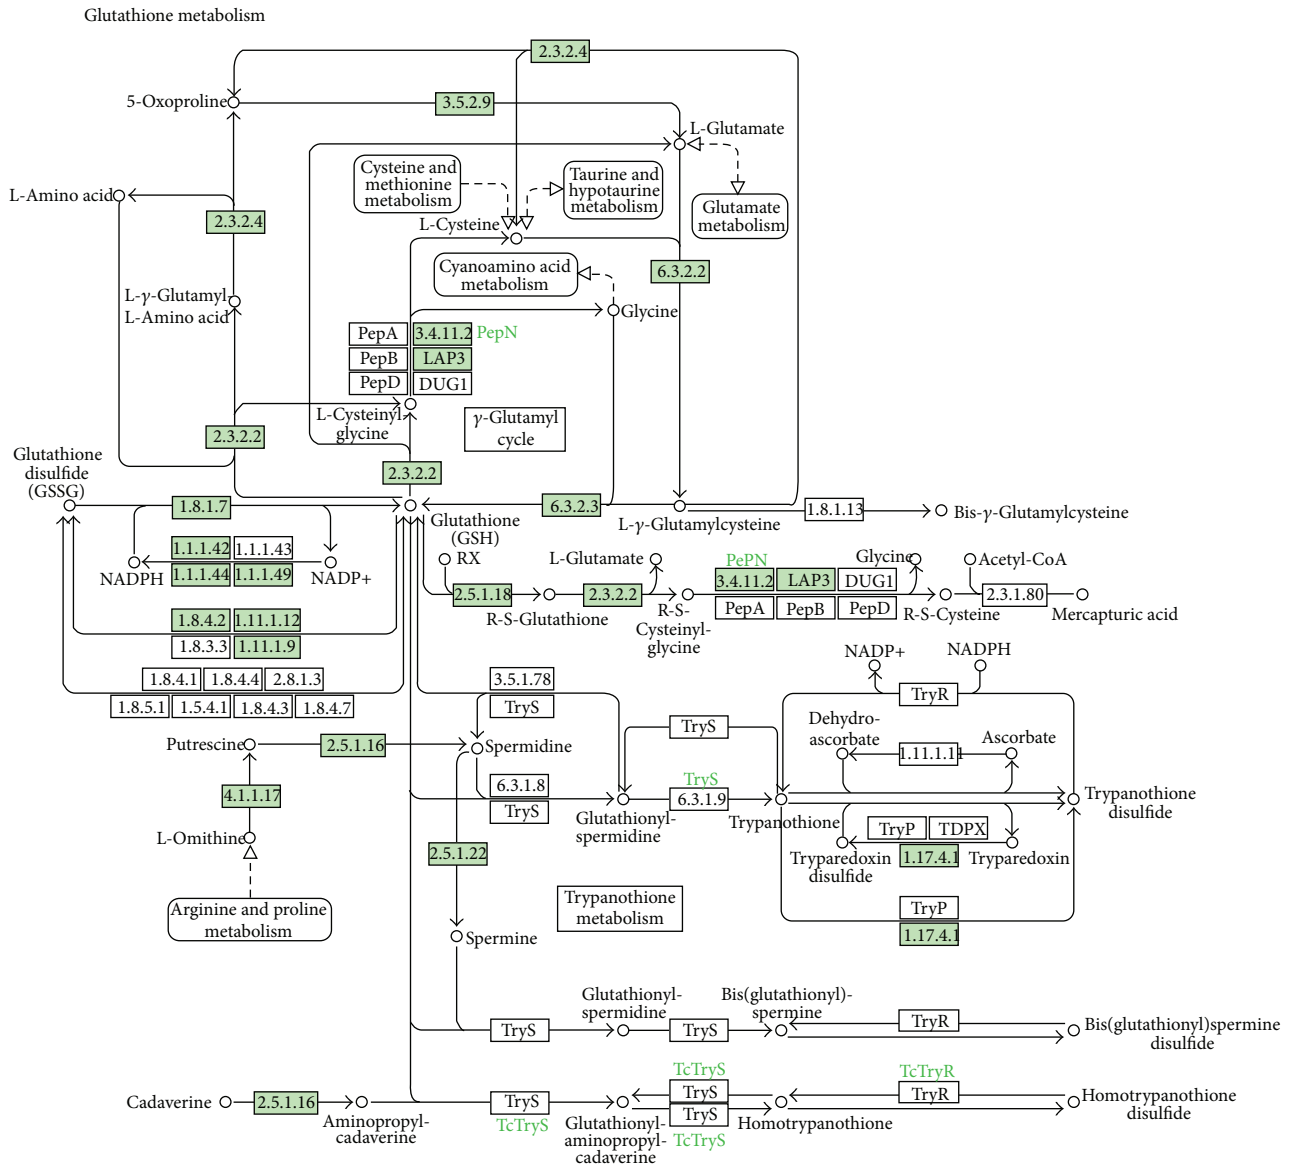 Glutathione metabolism
2.3.2.4
5-Oxoproline
3.5.2.9
L-Glutamate
Cysteine and
methionine
metabolism
Taurine and
hypotaurine
metabolism
L-Amino acid
2.3.2.4
Glutamate
metabolism
L-Cysteine
Cyanoamino acid
metabolism
6.3.2.2
L-γ-Glutamyl-
L-Amino acid
Glycine
PepA
3.4.11.2
PepN
PepB
LAP3
PepD
DUG1
L-Cysteinyl-
glycine
γ-Glutamyl
cycle
2.3.2.2
2.3.2.2
Glutathione
disulfide
(GSSG)
1.8.1.7
Glutathione
(GSH)
6.3.2.3
L-γ-Glutamylcysteine
1.8.1.13
Bis-γ-Glutamylcysteine
1.1.1.42
1.1.1.43
1.1.1.44
1.1.1.49
NADPH
NADP+
RX
2.5.1.18
R-S-Glutathione
L-Glutamate
2.3.2.2
R-S-
Cysteinyl-
glycine
PePN
3.4.11.2
LAP3
DUG1
PepA
PepB
PepD
Glycine
R-S-Cysteine
Acetyl-CoA
2.3.1.80
Mercapturic acid
1.8.4.2
1.11.1.12
1.8.3.3
1.11.1.9
1.8.4.1
1.8.4.4
2.8.1.3
1.8.5.1
1.5.4.1
1.8.4.3
1.8.4.7
3.5.1.78
TryS
NADP+
NADPH
TryR
Putrescine
2.5.1.16
Spermidine
TryS
Dehydro-
ascorbate
1.11.1.11
Ascorbate
4.1.1.17
6.3.1.8
TryS
Glutathionyl-
spermidine
TryS
6.3.1.9
Trypanothione
Trypanothione
disulfide
L-Omithine
2.5.1.22
TryP
TDPX
1.17.4.1
Tryparedoxin
disulfide
Tryparedoxin
Arginine and proline
metabolism
Trypanothione
metabolism
TryP
1.17.4.1
Spermine
TryS
Glutathionyl-
spermidine
TryS
Bis(glutathionyl)-
spermine
TryR
Bis(glutathionyl)spermine
disulfide
Cadaverine
2.5.1.16
Aminopropyl-
cadaverine
TryS
TcTryS
Glutathionyl-
aminopropyl-
cadaverine
TcTryS
TryS
TryS
TcTryS
Homotrypanothione
TcTryR
TryR
Homotrypanothione
disulfide